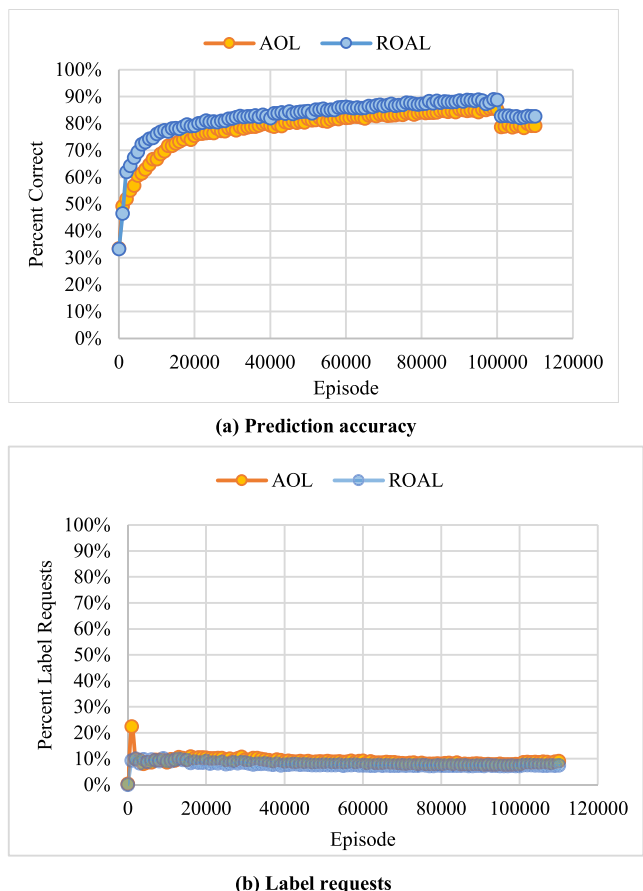 AOL ROAL
100%
90%
80%
70%
60%
50%
40%
30%
20%
10%
0%
Percent Correct
0 20000 40000 60000 80000 100000 120000
Episode
(a) Prediction accuracy
AOL ROAL
100%
90%
80%
70%
60%
50%
40%
30%
20%
10%
0%
Percent Label Requests
0 20000 40000 60000 80000 100000 120000
Episode
(b) Label requests